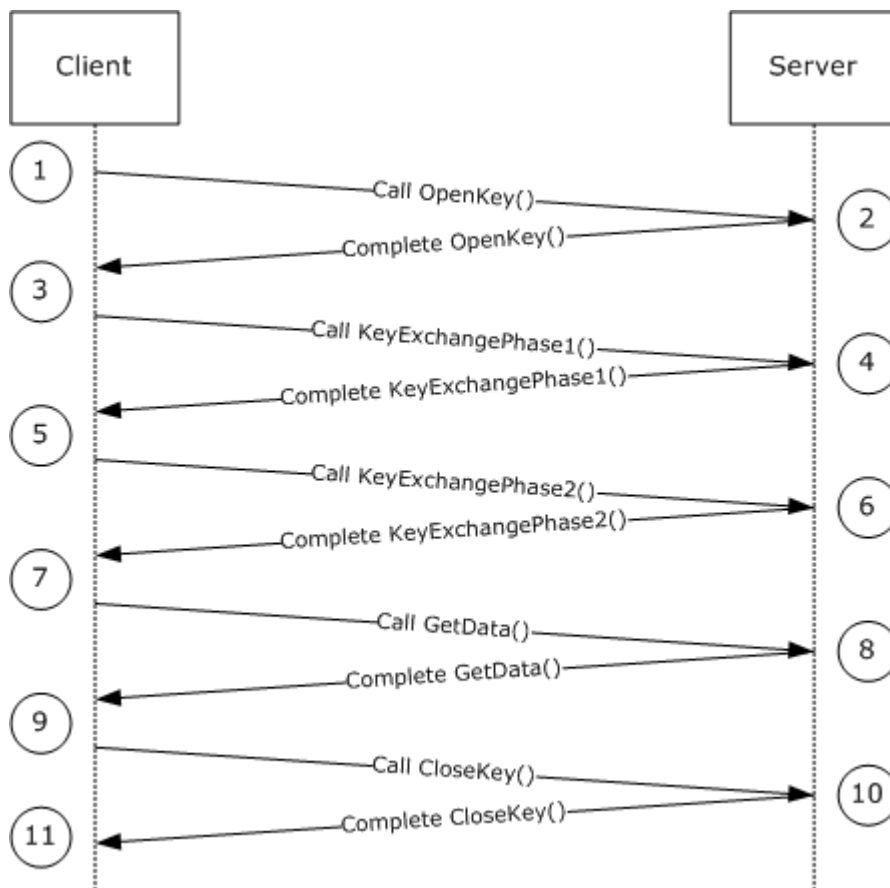 Client
Server
1
Call OpenKey()
2
Complete OpenKey()
3
Call KeyExchangePhase1()
4
Complete KeyExchangePhase1()
5
Call KeyExchangePhase2()
6
Complete KeyExchangePhase2()
7
Call GetData()
8
Complete GetData()
9
Call CloseKey()
10
Complete CloseKey()
11